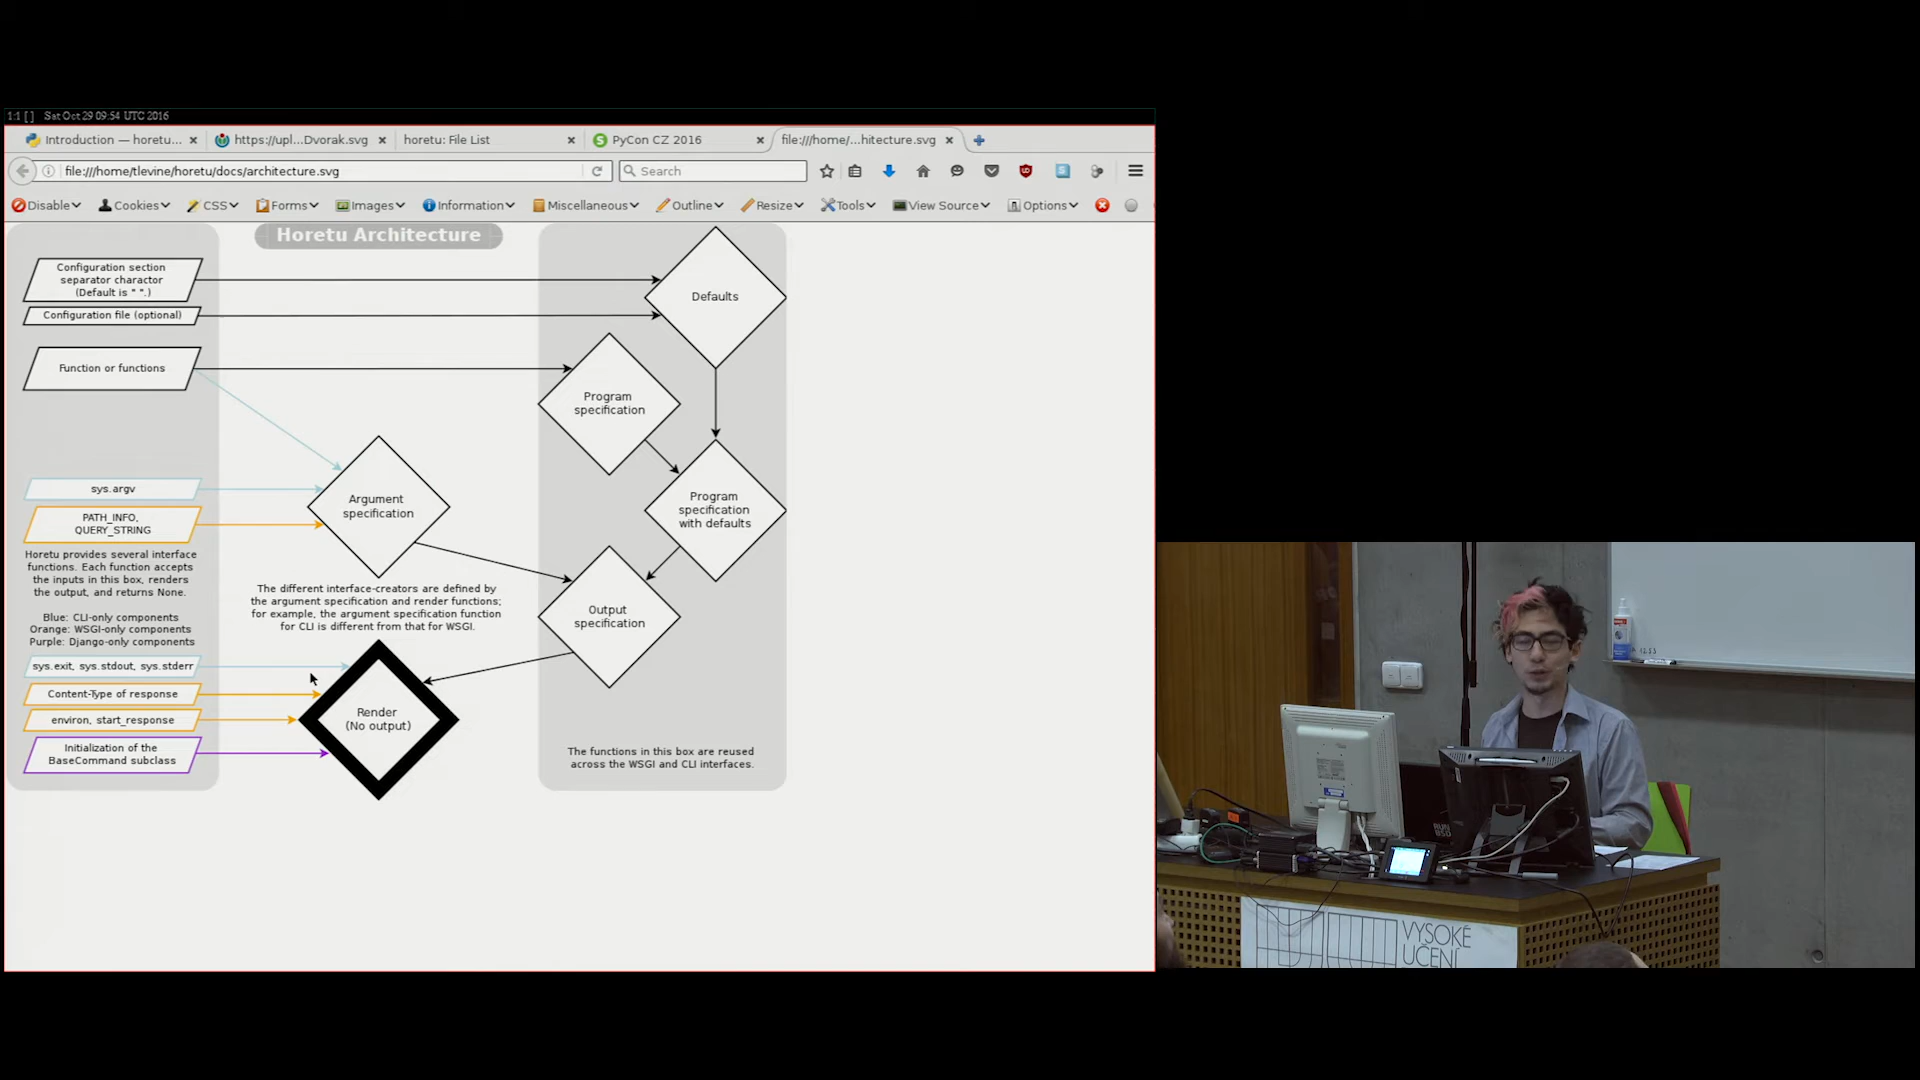 1:1 [ ] Sat Oct 29 09:54 UTC 2016
Introduction — horetu...
https://upl...Dvorak.svg
horetu: File List
PyCon CZ 2016
file:///home/...hitecture.svg
file:///home/tlevine/horetu/docs/architecture.svg
Search
Disable
Cookies
CSS
Forms
Images
Information
Miscellaneous
Outline
Resize
Tools
View Source
Options
Horetu Architecture
Configuration section
separator charactor
(Default is " ".)
Configuration file (optional)
Function or functions
Defaults
Program
specification
Argument
specification
Program
specification
with defaults
sys.argv
PATH_INFO,
QUERY_STRING
Horetu provides several interface
functions. Each function accepts
the inputs in this box, renders
the output, and returns None.
Blue: CLI-only components
Orange: WSGI-only components
Purple: Django-only components
The different interface-creators are defined by
the argument specification and render functions;
for example, the argument specification function
for CLI is different from that for WSGI.
Output
specification
sys.exit, sys.stdout, sys.stderr
Content-Type of response
environ, start_response
Initialization of the
BaseCommand subclass
Render
(No output)
The functions in this box are reused
across the WSGI and CLI interfaces.
RUN
BSD
VYSOKÉ
UČENÍ